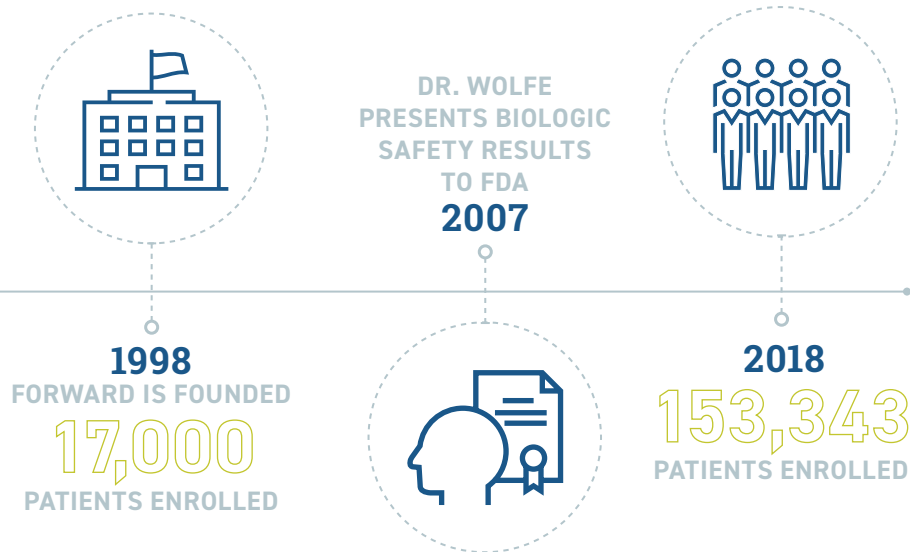 1998
FORWARD IS FOUNDED
17,000
PATIENTS ENROLLED
DR. WOLFE
PRESENTS BIOLOGIC
SAFETY RESULTS
TO FDA
2007
2018
153,343
PATIENTS ENROLLED